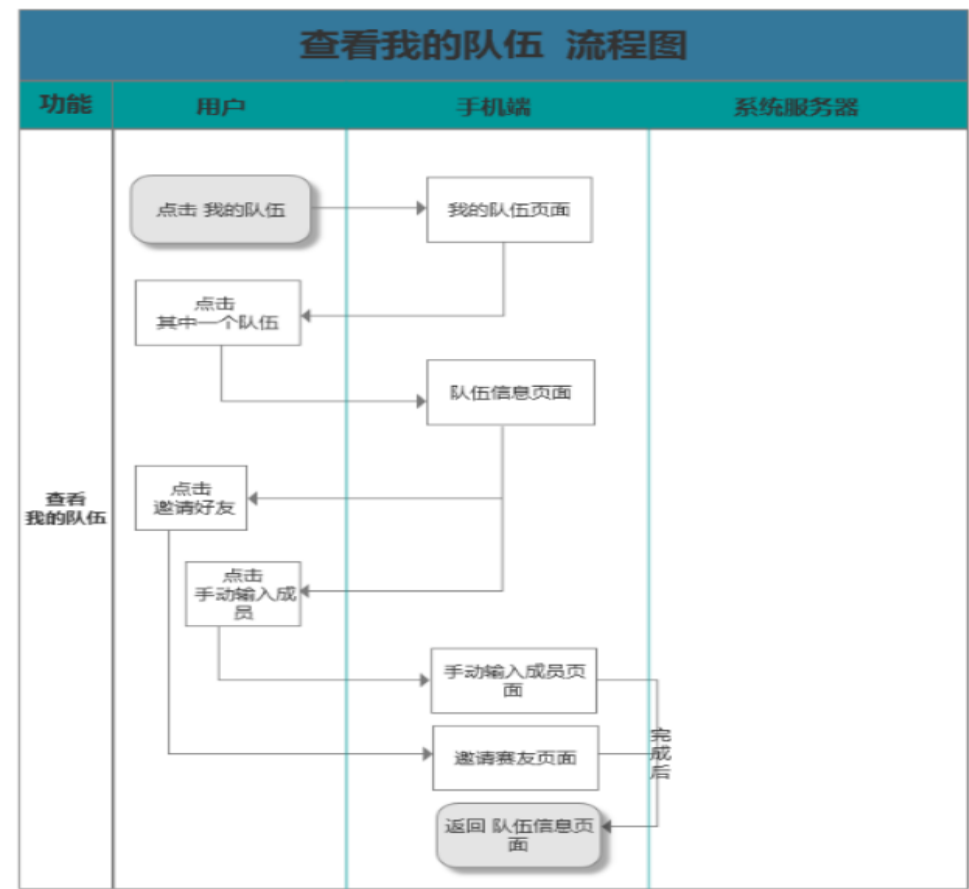 查看我的队伍 流程图
功能
用户
手机端
系统服务器
点击 我的队伍
我的队伍页面
点击
其中一个队伍
队伍信息页面
查看
我的队伍
点击
邀请好友
点击
手动输入成
员
手动输入成员页
面
邀请赛友页面
完
成
后
返回 队伍信息页
面